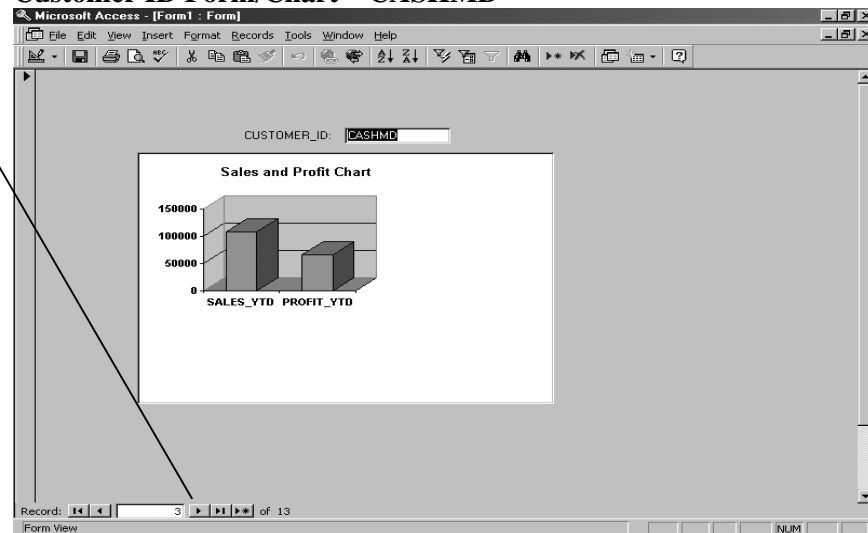 Customer ID Form/Chart – CASHMD
Microsoft Access - [Form1 : Form]
File Edit View Insert Format Records Tools Window Help
CUSTOMER_ID: CASHMD
Sales and Profit Chart
150000
100000
50000
0
SALES_YTD PROFIT_YTD
Record: 3 of 13
Form View NUM